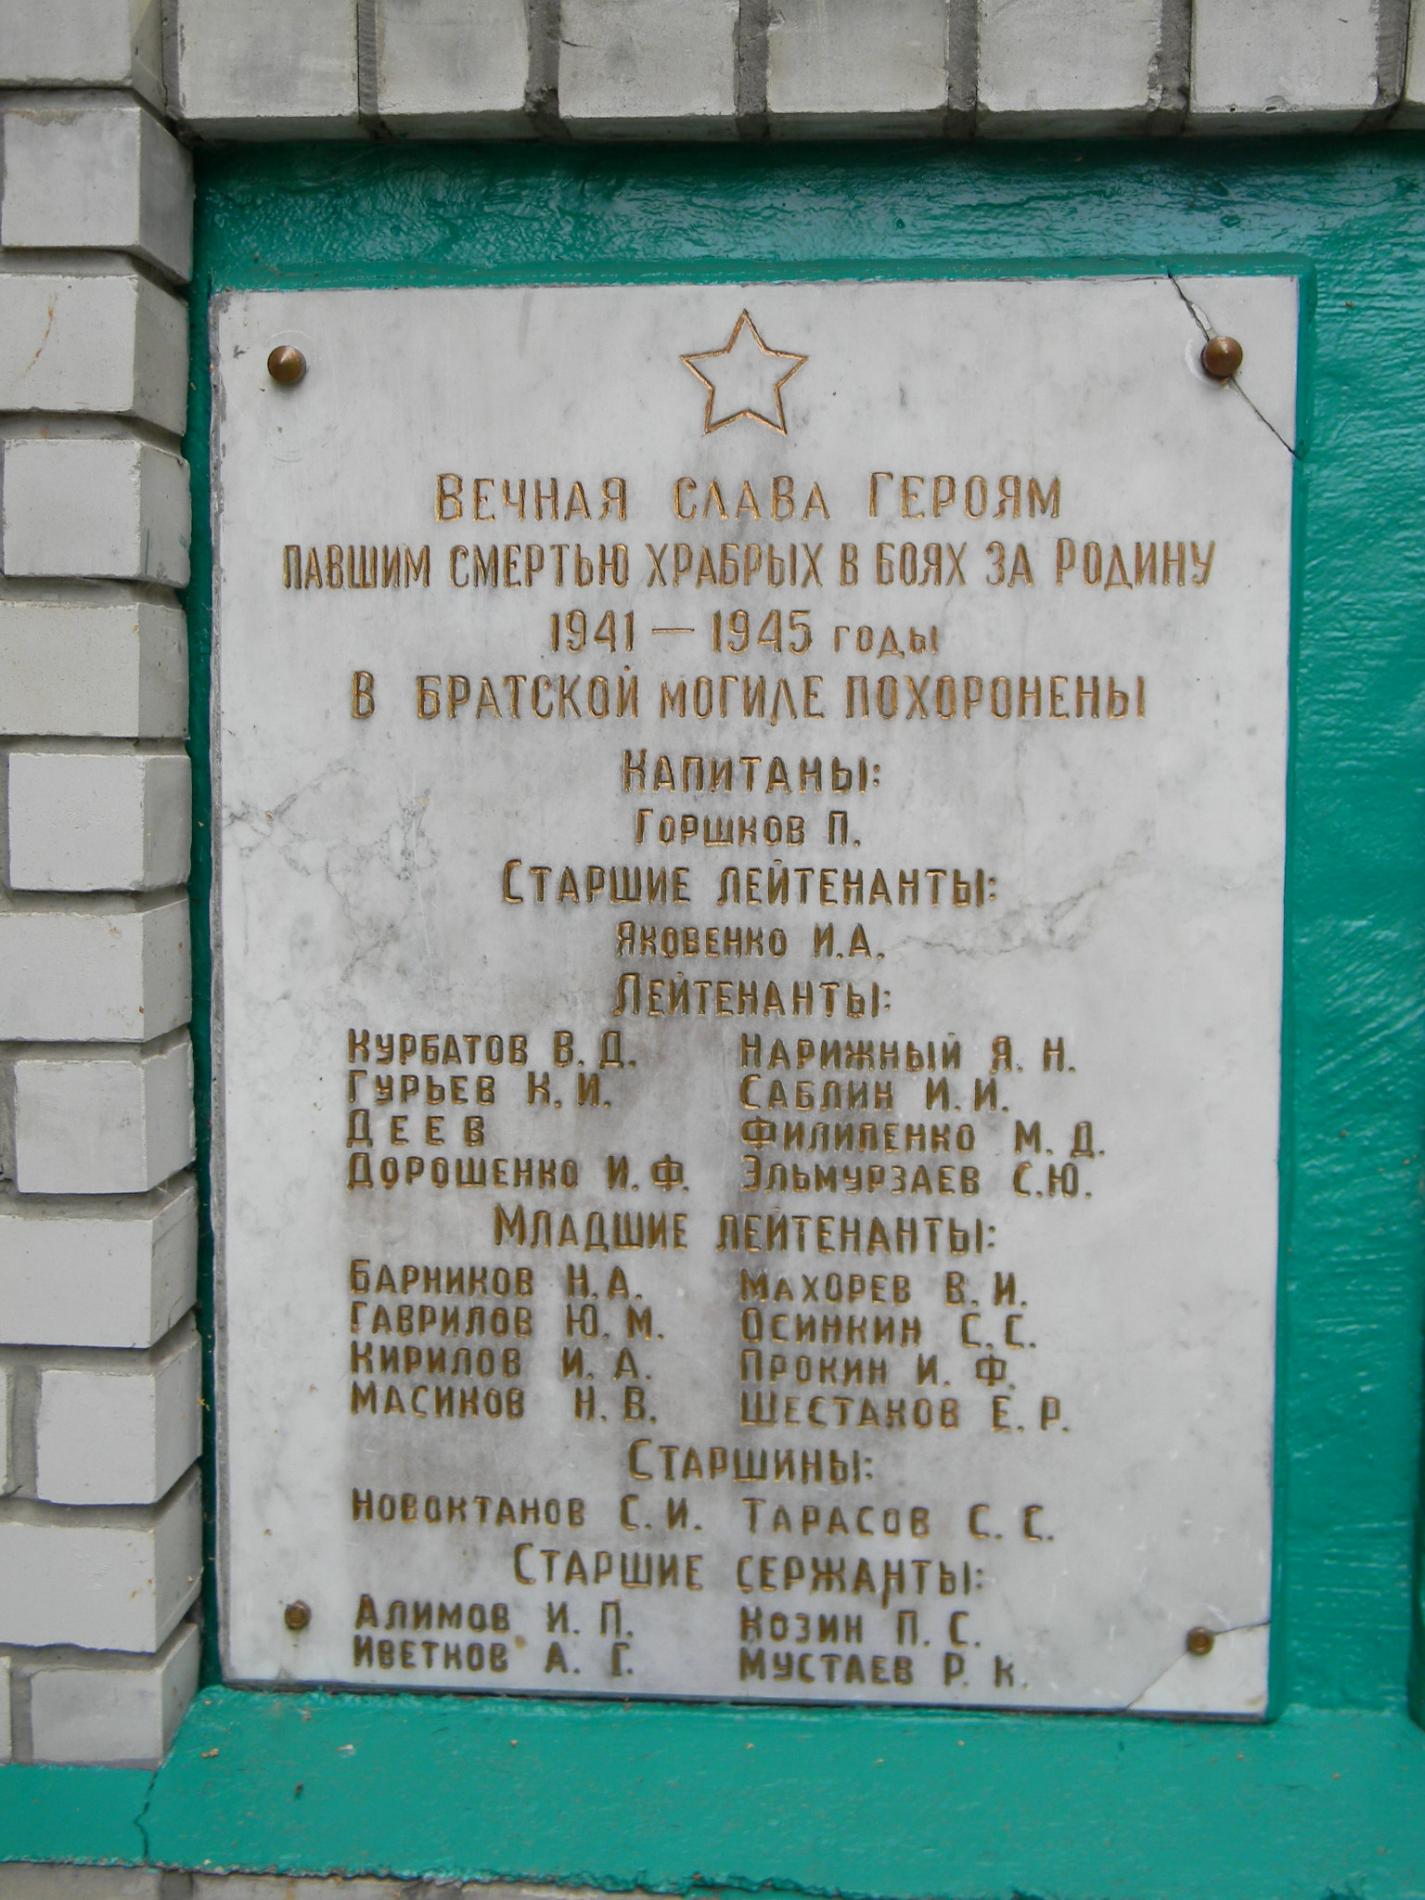 Вечная слава Героям
павшим смертью храбрых в боях за Родину
1941 — 1945 годы
В братской могиле похоронены
Капитаны:
Горшков П.
Старшие лейтенанты:
Яковенко И.А.
Лейтенанты:
Курбатов В. Д. Нарижный Я. Н.
Гурьев К. И. Саблин И. И.
Деев Филипенко М. Д.
Дорошенко И. Ф. Эльмурзаев С.Ю.
Младшие лейтенанты:
Барников Н. А. Махорев В. И.
Гаврилов Ю. М. Осинкин С. С.
Кирилов И. А. Прокин И. Ф.
Масиков Н. В. Шестаков Е. Р.
Старшины:
Новоктанов С. И. Тарасов С. С.
Старшие сержанты:
Алимов И. П. Козин П. С.
Иветков А. Г. Мустаев Р. К.